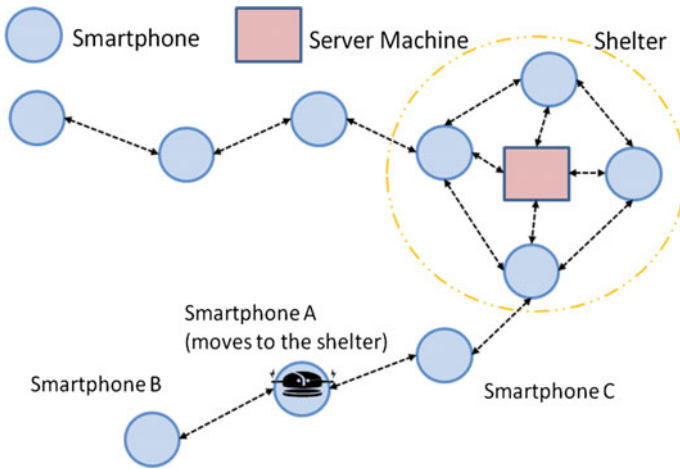 Smartphone
Server Machine
Shelter
Smartphone A
(moves to the shelter)
Smartphone B
Smartphone C